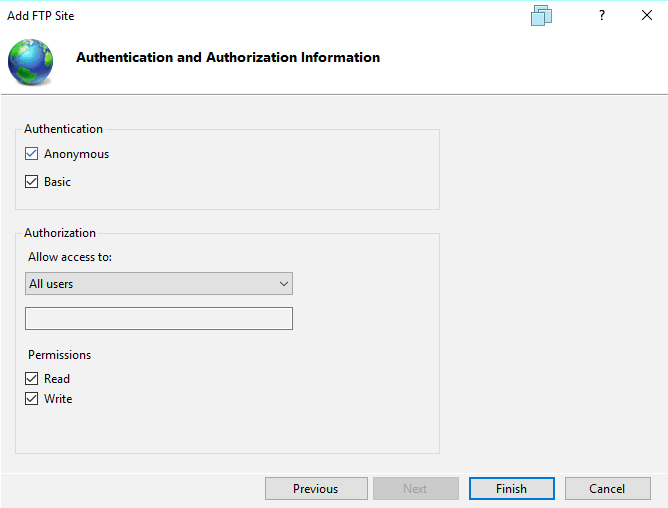 Add FTP Site
?
Authentication and Authorization Information
Authentication
Anonymous
Basic
Authorization
Allow access to:
All users
Permissions
Read
Write
Previous
Next
Finish
Cancel